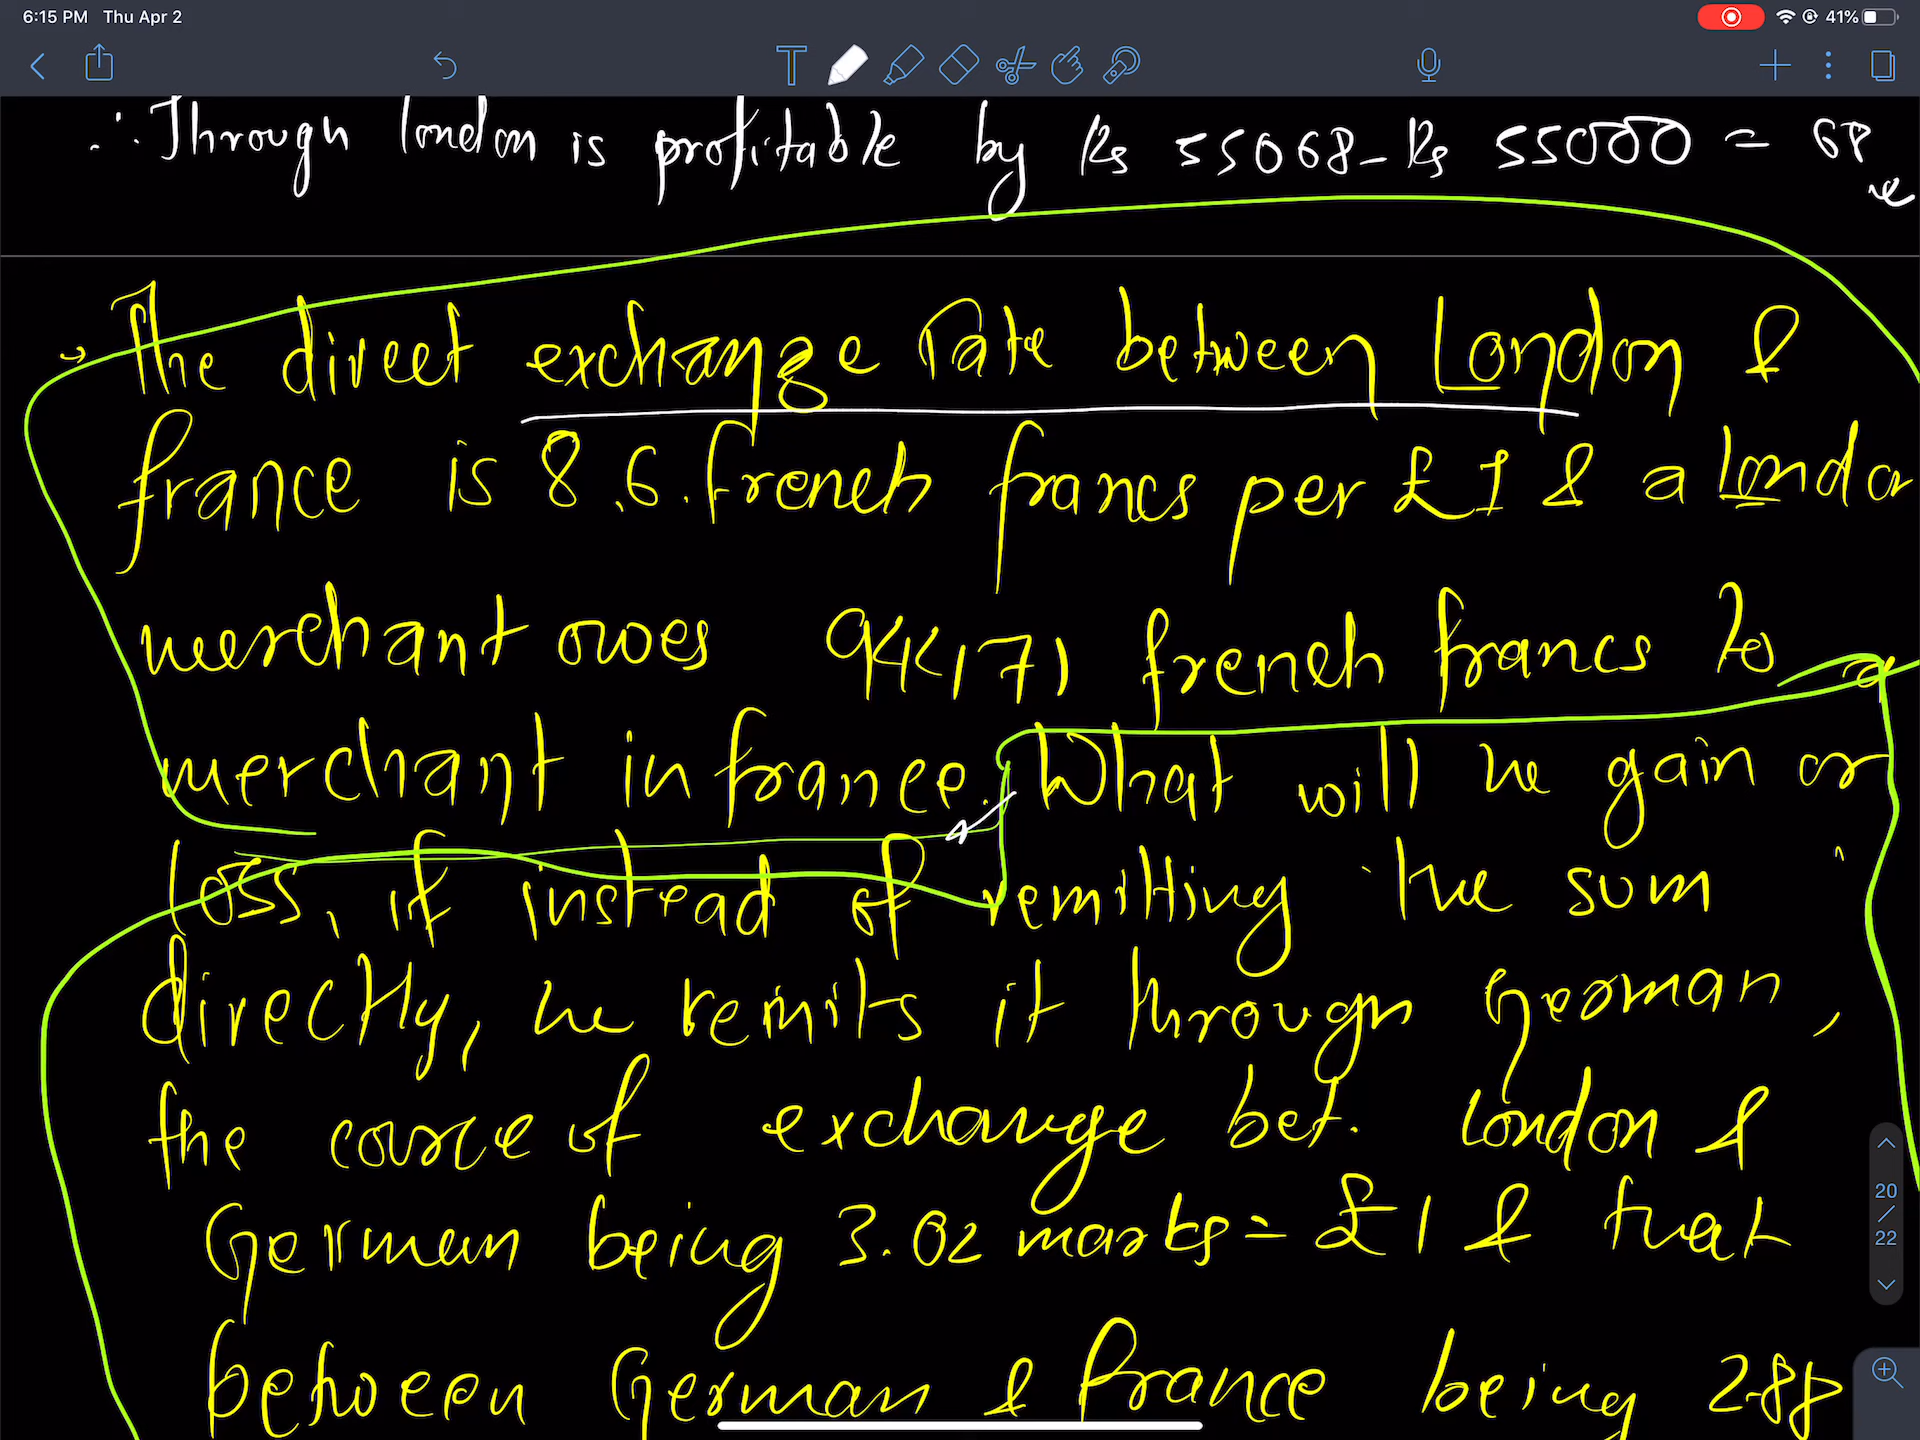 6:15 PM Thu Apr 2
41%
∴ Through london is profitable by Rs 55068 - Rs 55000 = 68
The direct exchange rate between London &
france is 8.6. french francs per £1 & a London
merchant owes french francs to a
merchant in france. What will he gain or
loss, if instead of remitting the sum
directly, he remits it through German,
the cource of exchange bet. london &
German being 3.02 marks = £1 & that
between German & france being 2.88
20
/
22